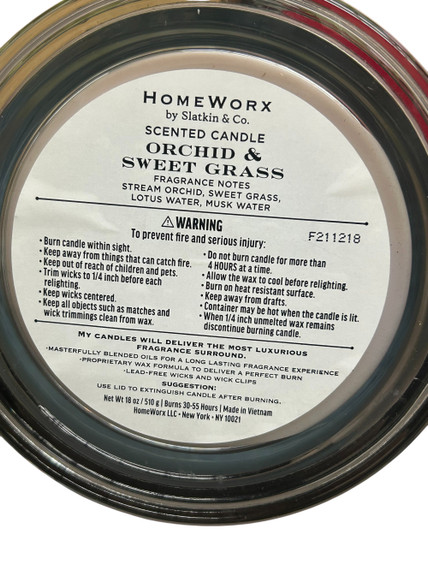 HOMEWORX
by Slatkin & Co.
SCENTED CANDLE
ORCHID &
SWEET GRASS
FRAGRANCE NOTES
STREAM ORCHID, SWEET GRASS,
LOTUS WATER, MUSK WATER
⚠WARNING
To prevent fire and serious injury:
F211218
• Burn candle within sight.
• Keep away from things that can catch fire.
• Keep out of reach of children and pets.
• Trim wicks to 1/4 inch before each
relighting.
• Keep wicks centered.
• Keep all objects such as matches and
wick trimmings clean from wax.
• Do not burn candle for more than
4 HOURS at a time.
• Allow the wax to cool before relighting.
• Burn on heat resistant surface.
• Keep away from drafts.
• Container may be hot when the candle is lit.
• When 1/4 inch unmelted wax remains
discontinue burning candle.
MY CANDLES WILL DELIVER THE MOST LUXURIOUS
FRAGRANCE SURROUND.
•MASTERFULLY BLENDED OILS FOR A LONG LASTING FRAGRANCE EXPERIENCE
•PROPRIETARY WAX FORMULA TO DELIVER A PERFECT BURN
•LEAD-FREE WICKS AND WICK CLIPS
SUGGESTION:
USE LID TO EXTINGUISH CANDLE AFTER BURNING.
Net Wt 18 oz / 510 g | Burns 30-55 Hours | Made in Vietnam
HomeWorx LLC • New York • NY 10021